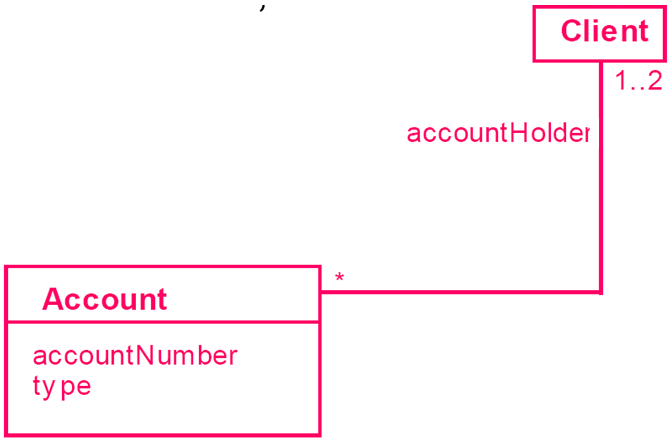 ,
Client
1..2
accountHolder
*
Account
accountNumber
type